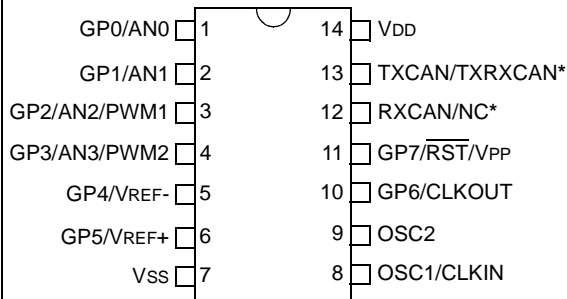 GP0/AN0 1 14 VDD
GP1/AN1 2 13 TXCAN/TXRXCAN*
GP2/AN2/PWM1 3 12 RXCAN/NC*
GP3/AN3/PWM2 4 11 GP7/RST/VPP
GP4/VREF- 5 10 GP6/CLKOUT
GP5/VREF+ 6 9 OSC2
Vss 7 8 OSC1/CLKIN